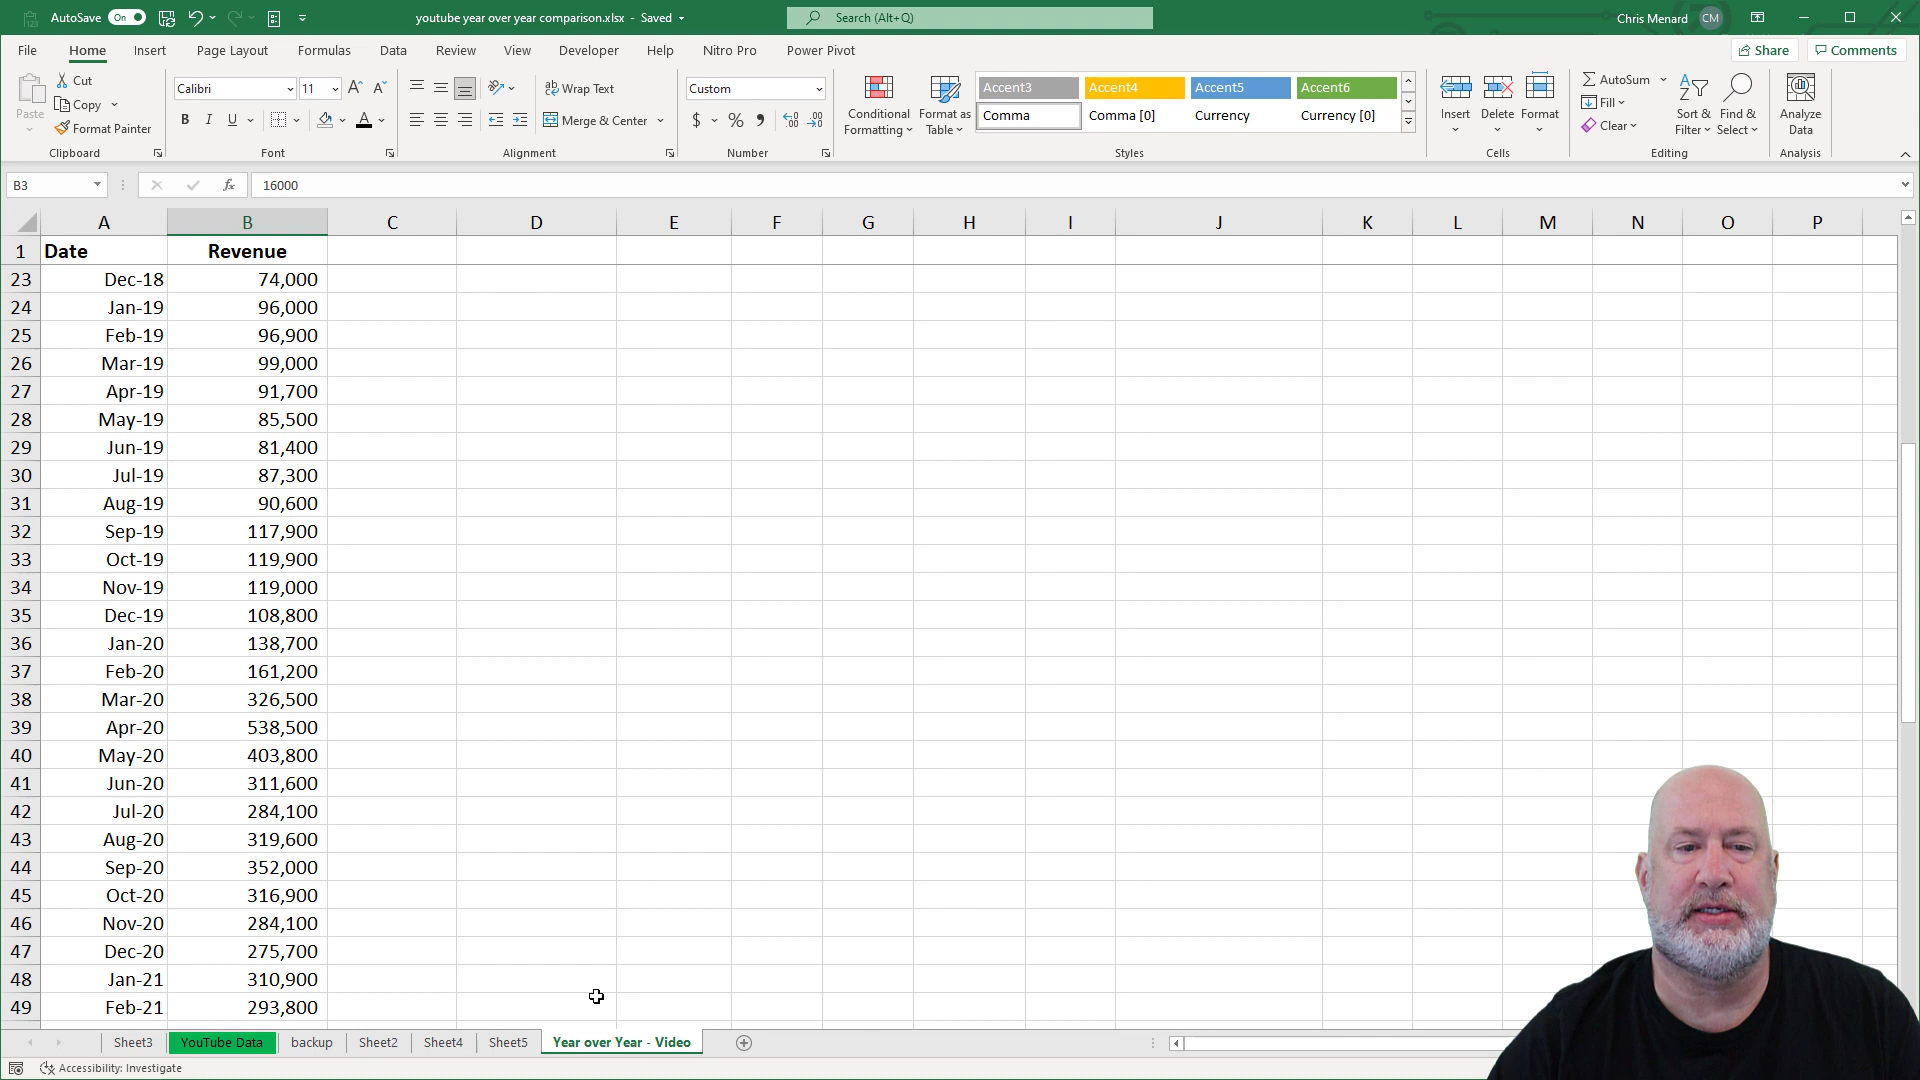 AutoSave On youtube year over year comparison.xlsx - Saved Search (Alt+Q) Chris Menard CM
File Home Insert Page Layout Formulas Data Review View Developer Help Nitro Pro Power Pivot Share Comments
Cut
Copy
Format Painter
Paste
Clipboard
Calibri 11
B I U
Font
Wrap Text
Merge & Center
Alignment
Custom
$ % 9
Number
Conditional Formatting
Format as Table
Accent3 Accent4 Accent5 Accent6
Comma Comma [0] Currency Currency [0]
Styles
Insert Delete Format
Cells
AutoSum
Fill
Clear
Sort & Filter
Find & Select
Editing
Analyze Data
Analysis
B3 fx 16000
A B C D E F G H I J K L M N O P
1 Date Revenue
23 Dec-18 74,000
24 Jan-19 96,000
25 Feb-19 96,900
26 Mar-19 99,000
27 Apr-19 91,700
28 May-19 85,500
29 Jun-19 81,400
30 Jul-19 87,300
31 Aug-19 90,600
32 Sep-19 117,900
33 Oct-19 119,900
34 Nov-19 119,000
35 Dec-19 108,800
36 Jan-20 138,700
37 Feb-20 161,200
38 Mar-20 326,500
39 Apr-20 538,500
40 May-20 403,800
41 Jun-20 311,600
42 Jul-20 284,100
43 Aug-20 319,600
44 Sep-20 352,000
45 Oct-20 316,900
46 Nov-20 284,100
47 Dec-20 275,700
48 Jan-21 310,900
49 Feb-21 293,800
Sheet3 YouTube Data backup Sheet2 Sheet4 Sheet5 Year over Year - Video
Accessibility: Investigate